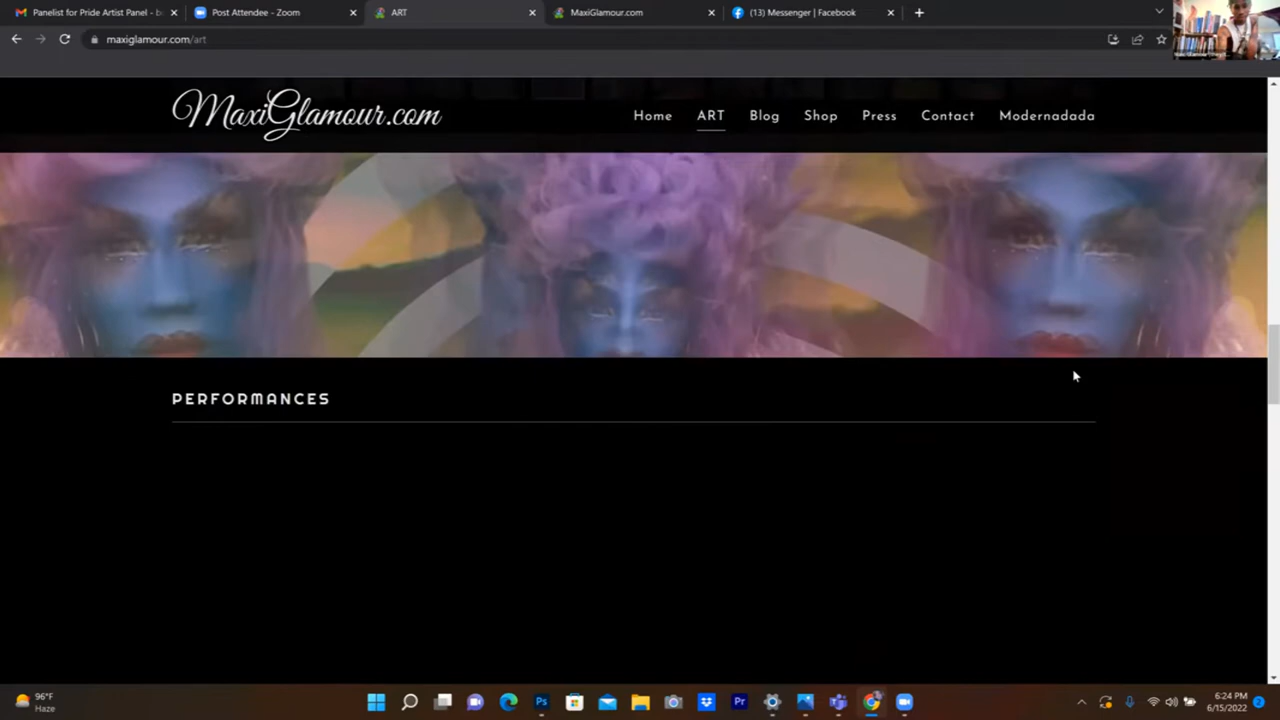 Panelist for Pride Artist Panel - b
Post Attendee - Zoom
ART
MaxiGlamour.com
(13) Messenger | Facebook
maxiglamour.com/art
MaxiGlamour.com
Home
ART
Blog
Shop
Press
Contact
Modernadada
PERFORMANCES
96°F
Haze
6:24 PM
6/15/2022
2